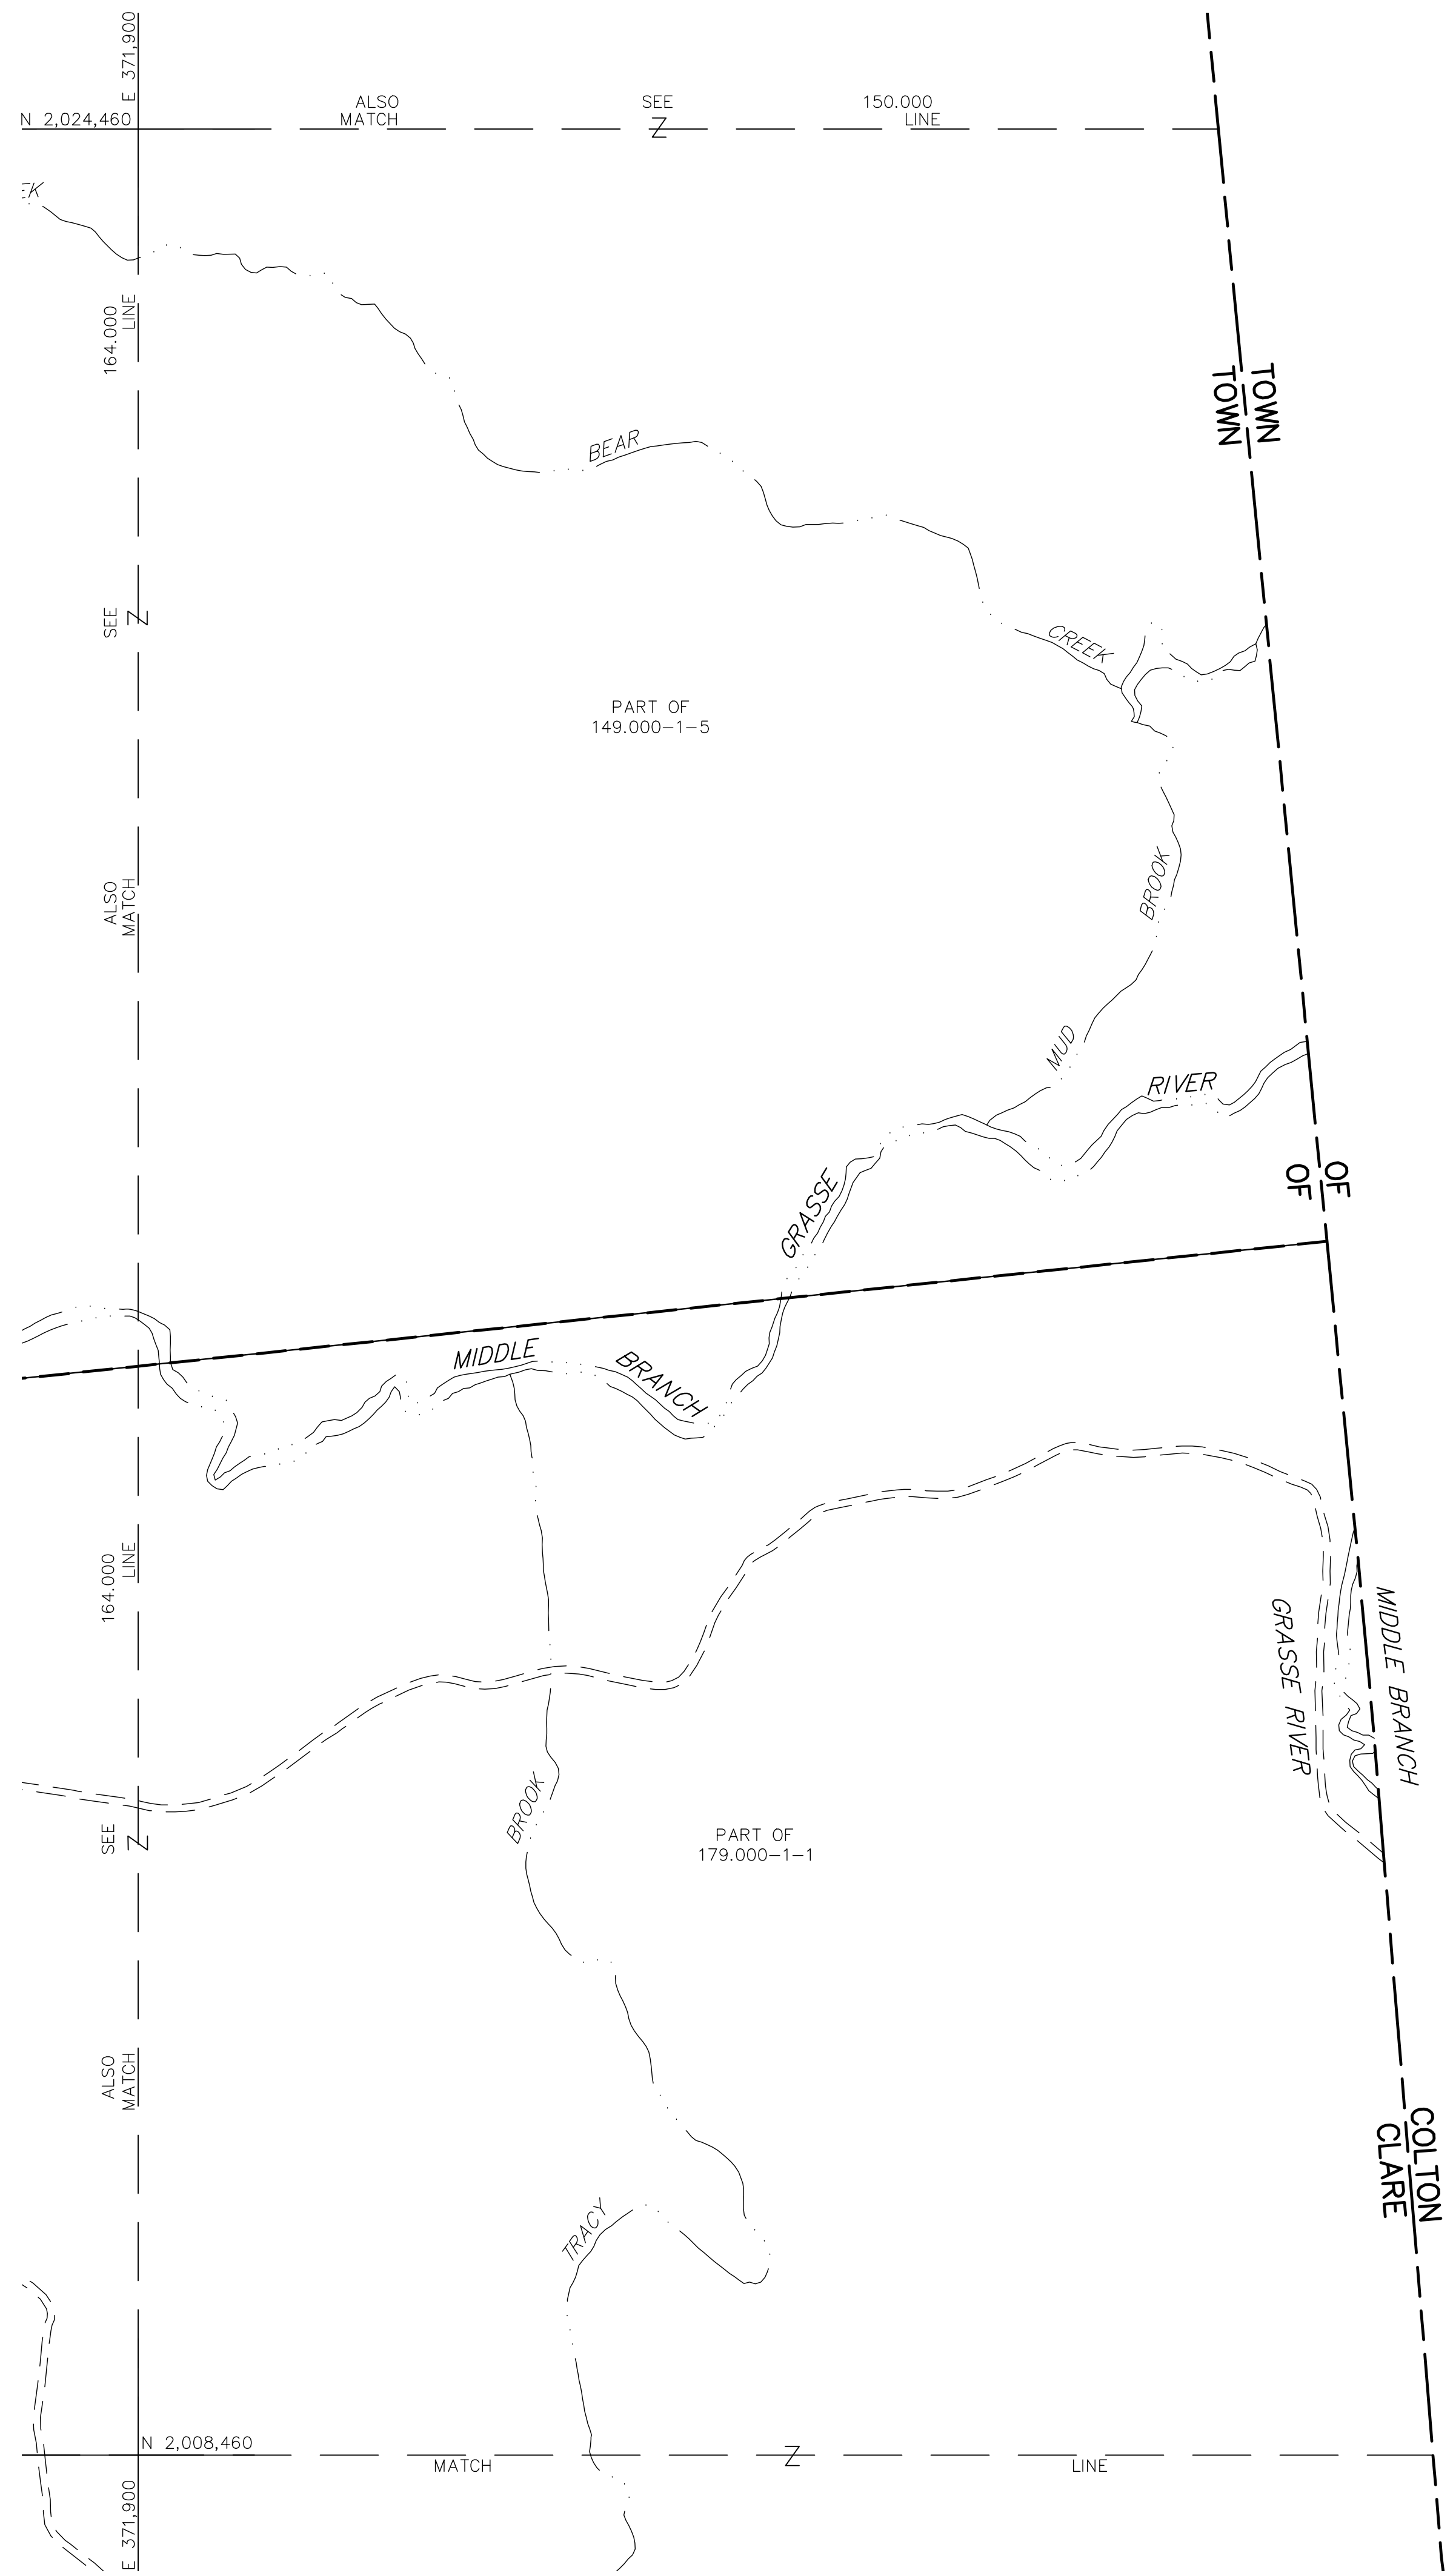 E 371,900
ALSO SEE 150.000
N 2,024,460 MATCH Z LINE
EK
164.000
LINE
TOWN
TOWN
BEAR
SEE
Z
CREEK
PART OF
149.000-1-5
ALSO
MATCH
BROOK
MUD
RIVER
OF
OF
GRASSE
MIDDLE
BRANCH
164.000
LINE
MIDDLE BRANCH
GRASSE RIVER
BROOK
SEE
Z
PART OF
179.000-1-1
ALSO
MATCH
COLTON
CLARE
TRACY
N 2,008,460
MATCH Z LINE
E 371,900